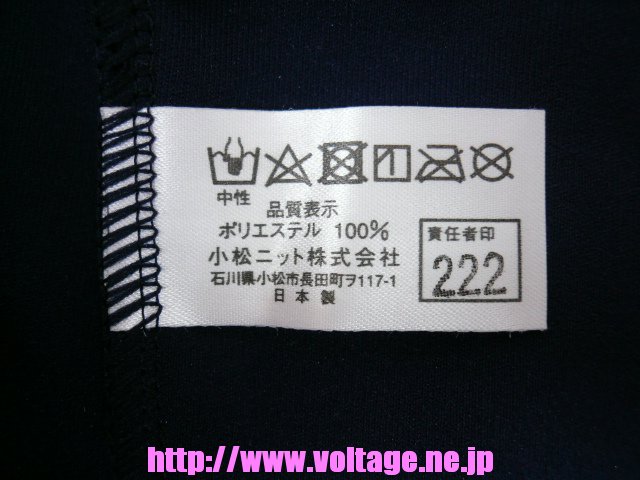 中性
品質表示
ポリエステル 100%
小松ニット株式会社
石川県小松市長田町ヲ117-1
日本製
責任者印
222
http://www.voltage.ne.jp